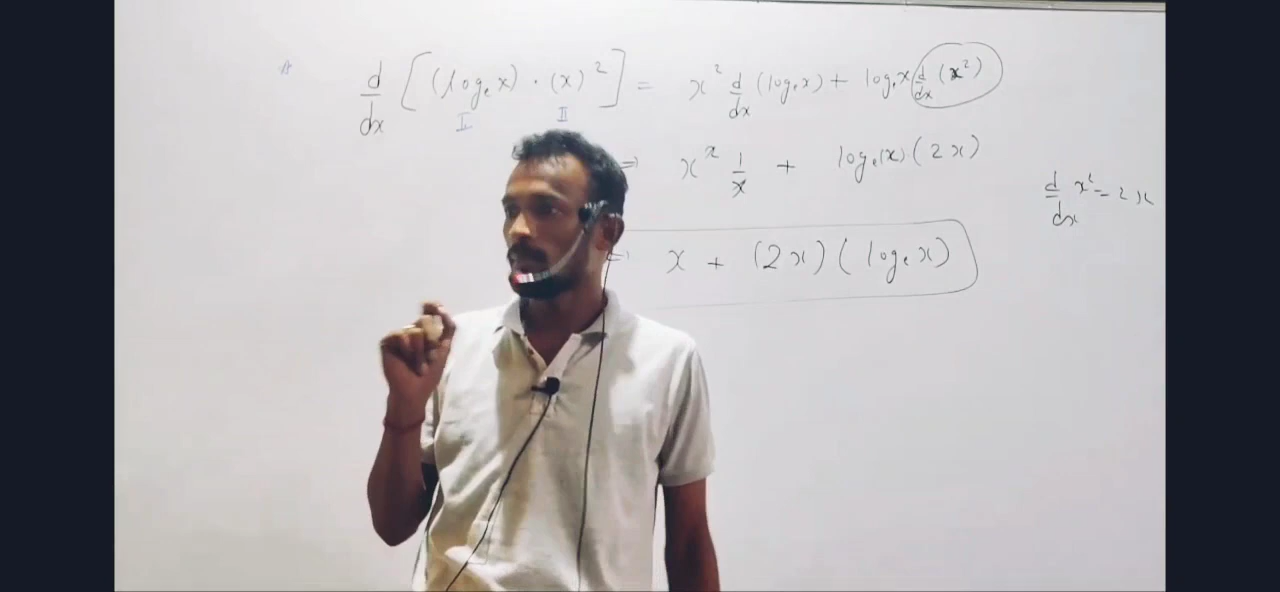 d/dx [(logₑx) · (x)²] = x² d/dx (logₑx) + logₑx d/dx (x²)
I II
⇒ x² 1/x + logₑ(x) · (2x)
d/dx x² = 2x
⇒ x + (2x) (logₑx)